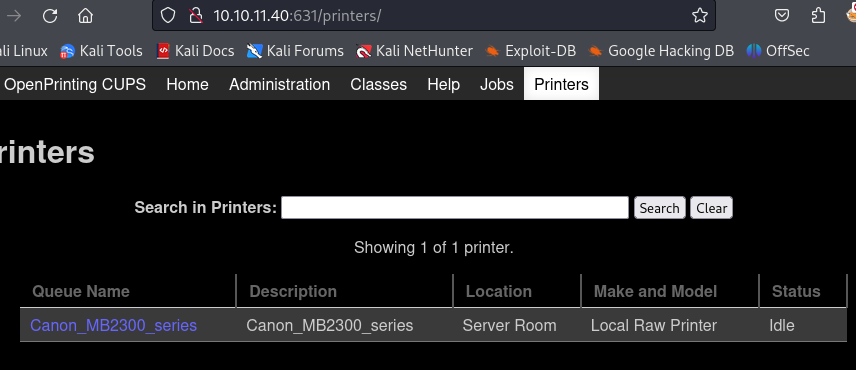 10.10.11.40:631/printers/
ali Linux Kali Tools Kali Docs Kali Forums Kali NetHunter Exploit-DB Google Hacking DB OffSec
OpenPrinting CUPS Home Administration Classes Help Jobs Printers
rinters
Search in Printers: Search Clear
Showing 1 of 1 printer.
Queue Name Description Location Make and Model Status
Canon_MB2300_series Canon_MB2300_series Server Room Local Raw Printer Idle